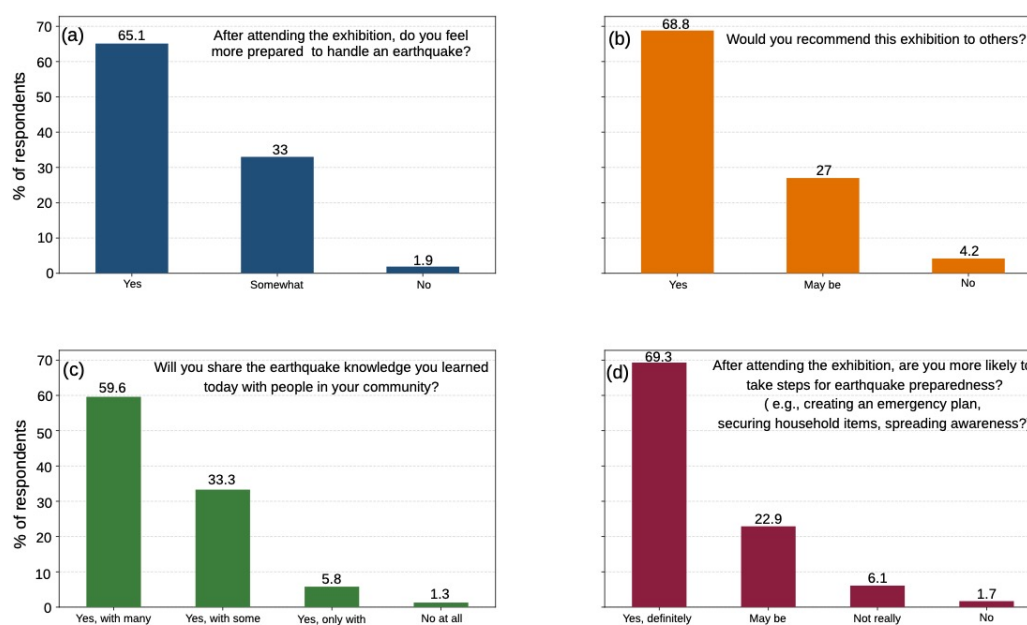 (a)
After attending the exhibition, do you feel
more prepared to handle an earthquake?
% of respondents
70
60
50
40
30
20
10
0
65.1
33
1.9
Yes
Somewhat
No
(b)
Would you recommend this exhibition to others?
68.8
27
4.2
Yes
May be
No
(c)
Will you share the earthquake knowledge you learned
today with people in your community?
% of respondents
70
60
50
40
30
20
10
0
59.6
33.3
5.8
1.3
Yes, with many
Yes, with some
Yes, only with
No at all
(d)
After attending the exhibition, are you more likely to
take steps for earthquake preparedness?
( e.g., creating an emergency plan,
securing household items, spreading awareness?)
69.3
22.9
6.1
1.7
Yes, definitely
May be
Not really
No